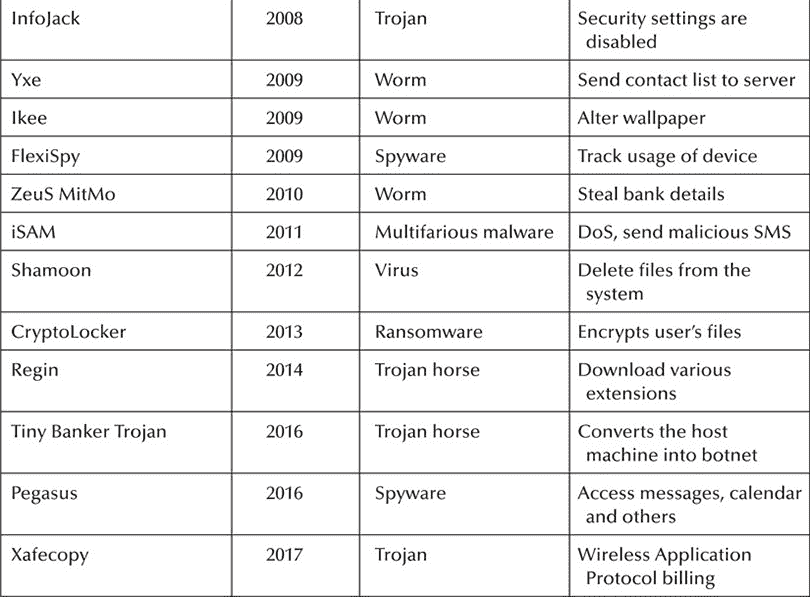 InfoJack 2008 Trojan Security settings are
disabled
Yxe 2009 Worm Send contact list to server
Ikee 2009 Worm Alter wallpaper
FlexiSpy 2009 Spyware Track usage of device
ZeuS MitMo 2010 Worm Steal bank details
iSAM 2011 Multifarious malware DoS, send malicious SMS
Shamoon 2012 Virus Delete files from the
system
CryptoLocker 2013 Ransomware Encrypts user's files
Regin 2014 Trojan horse Download various
extensions
Tiny Banker Trojan 2016 Trojan horse Converts the host
machine into botnet
Pegasus 2016 Spyware Access messages, calendar
and others
Xafecopy 2017 Trojan Wireless Application
Protocol billing